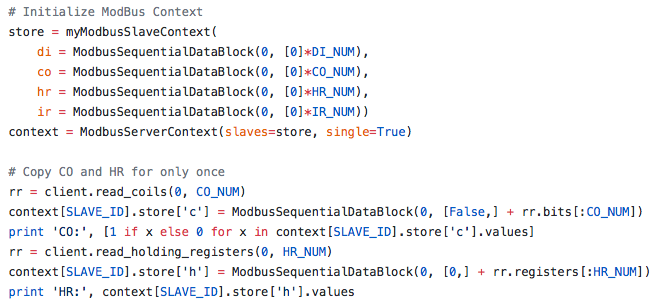 # Initialize ModBus Context
store = myModbusSlaveContext(
    di = ModbusSequentialDataBlock(0, [0]*DI_NUM),
    co = ModbusSequentialDataBlock(0, [0]*CO_NUM),
    hr = ModbusSequentialDataBlock(0, [0]*HR_NUM),
    ir = ModbusSequentialDataBlock(0, [0]*IR_NUM))
context = ModbusServerContext(slaves=store, single=True)

# Copy CO and HR for only once
rr = client.read_coils(0, CO_NUM)
context[SLAVE_ID].store['c'] = ModbusSequentialDataBlock(0, [False,] + rr.bits[:CO_NUM])
print 'CO:', [1 if x else 0 for x in context[SLAVE_ID].store['c'].values]
rr = client.read_holding_registers(0, HR_NUM)
context[SLAVE_ID].store['h'] = ModbusSequentialDataBlock(0, [0,] + rr.registers[:HR_NUM])
print 'HR:', context[SLAVE_ID].store['h'].values